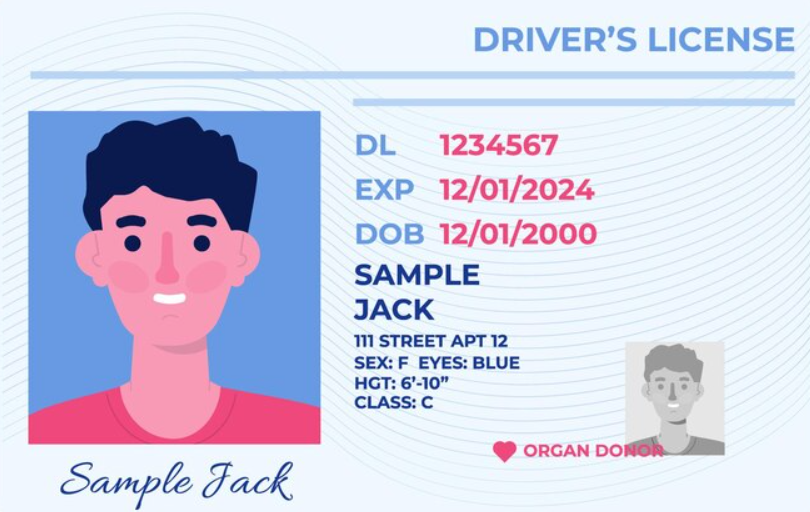 DRIVER’S LICENSE
DL 1234567
EXP 12/01/2024
DOB 12/01/2000
SAMPLE
JACK
111 STREET APT 12
SEX: F EYES: BLUE
HGT: 6’-10”
CLASS: C
ORGAN DONOR
Sample Jack